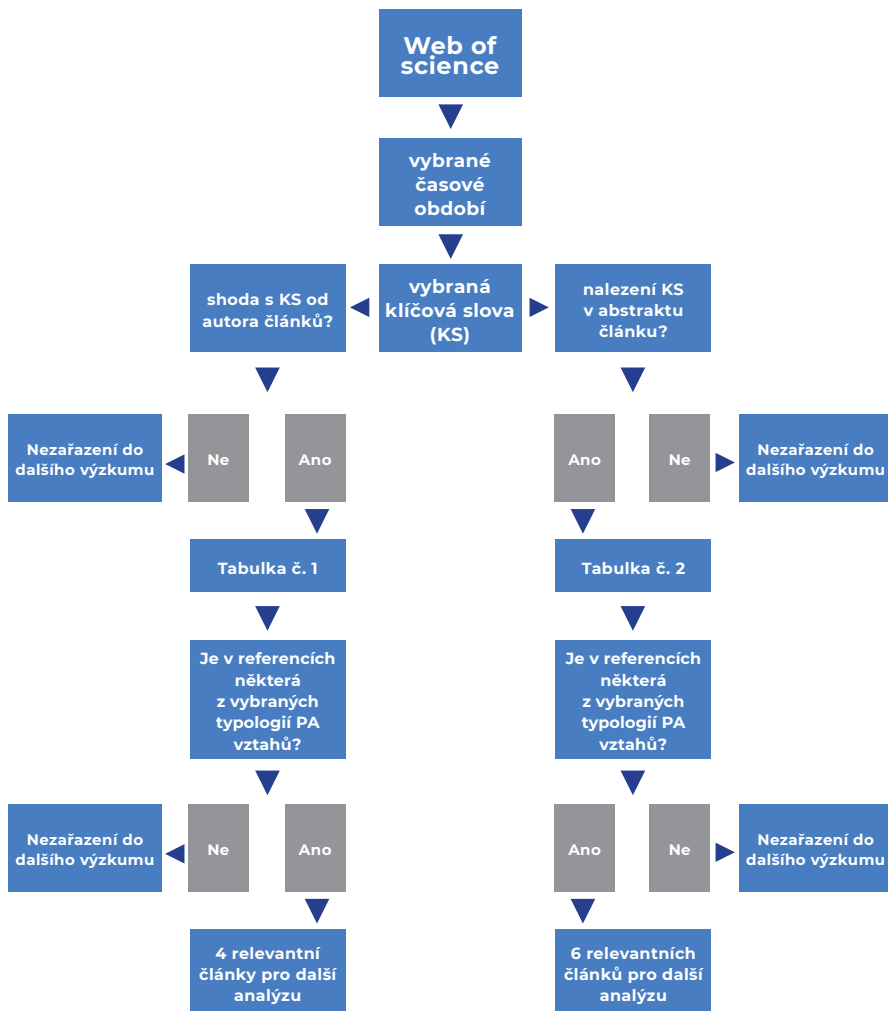 Web of
science
vybrané
časové
období
shoda s KS od
autora článků?
vybraná
klíčová slova
(KS)
nalezení KS
v abstraktu
článku?
Nezařazení do
dalšího výzkumu
Ne
Ano
Ano
Ne
Nezařazení do
dalšího výzkumu
Tabulka č. 1
Tabulka č. 2
Je v referencích
některá
z vybraných
typologií PA
vztahů?
Je v referencích
některá
z vybraných
typologií PA
vztahů?
Nezařazení do
dalšího výzkumu
Ne
Ano
Ano
Ne
Nezařazení do
dalšího výzkumu
4 relevantní
články pro další
analýzu
6 relevantních
článků pro další
analýzu